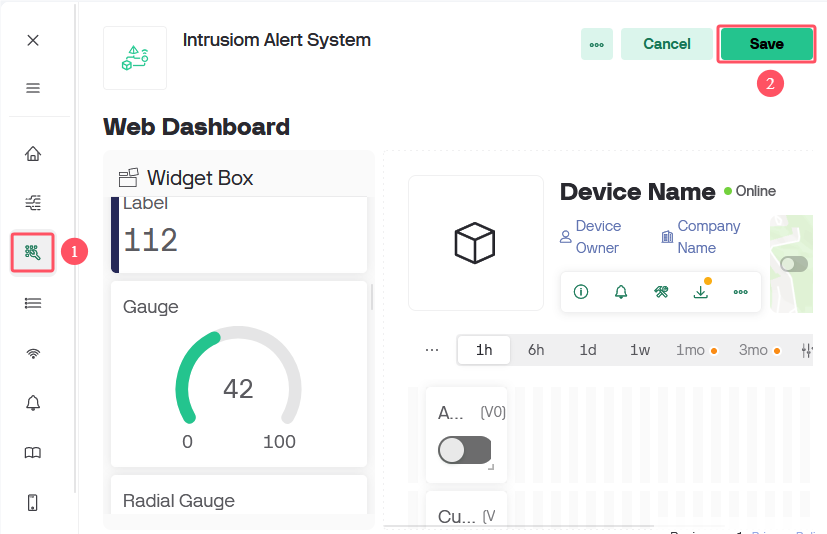 Intrusiom Alert System
Cancel
Save
2
Web Dashboard
Widget Box
Label
112
1
Gauge
42
0 100
Radial Gauge
Device Name
Online
Device Owner
Company Name
1h 6h 1d 1w 1mo 3mo
A... (V0)
Cu... (V